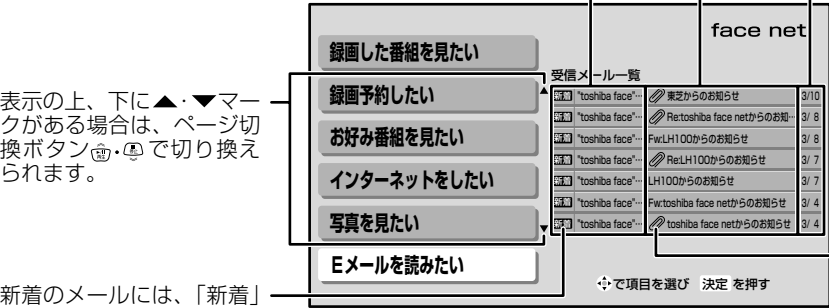 face net
録画した番組を見たい
録画予約したい
お好み番組を見たい
インターネットをしたい
写真を見たい
Eメールを読みたい
受信メール一覧
新着 "toshiba face"… 東芝からのお知らせ 3/10
新着 "toshiba face"… Re:toshiba face netからのお知… 3/ 8
新着 "toshiba face"… Fw:LH100からのお知らせ 3/ 8
新着 "toshiba face"… Re:LH100からのお知らせ 3/ 7
新着 "toshiba face"… LH100からのお知らせ 3/ 7
新着 "toshiba face"… Fw:toshiba face netからのお知らせ 3/ 4
新着 "toshiba face"… toshiba face netからのお知らせ 3/ 4
で項目を選び 決定 を押す
表示の上、下に▲・▼マー
クがある場合は、ページ切
換ボタン・で切り換え
られます。
新着のメールには、「新着」